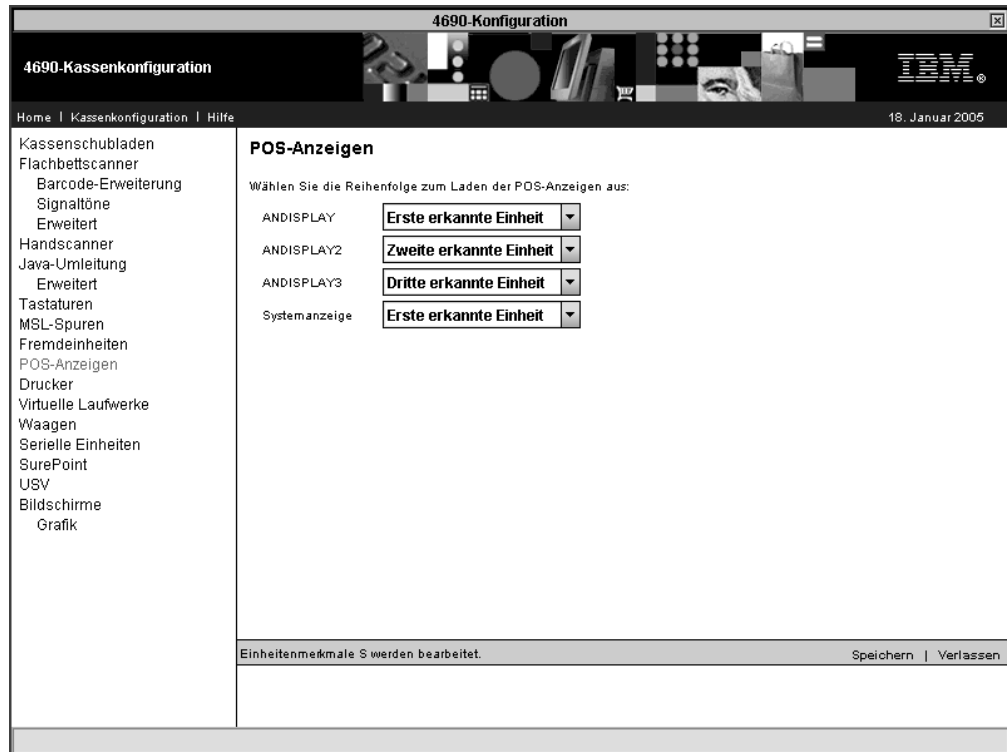 4690-Konfiguration
4690-Kassenkonfiguration
IBM®
Home | Kassenkonfiguration | Hilfe
18. Januar 2005
Kassenschubladen
Flachbettscanner
Barcode-Erweiterung
Signaltöne
Erweitert
Handscanner
Java-Umleitung
Erweitert
Tastaturen
MSL-Spuren
Fremdeinheiten
POS-Anzeigen
Drucker
Virtuelle Laufwerke
Waagen
Serielle Einheiten
SurePoint
USV
Bildschirme
Grafik
POS-Anzeigen
Wählen Sie die Reihenfolge zum Laden der POS-Anzeigen aus:
ANDISPLAY Erste erkannte Einheit
ANDISPLAY2 Zweite erkannte Einheit
ANDISPLAY3 Dritte erkannte Einheit
Systemanzeige Erste erkannte Einheit
Einheitenmerkmale S werden bearbeitet.
Speichern | Verlassen